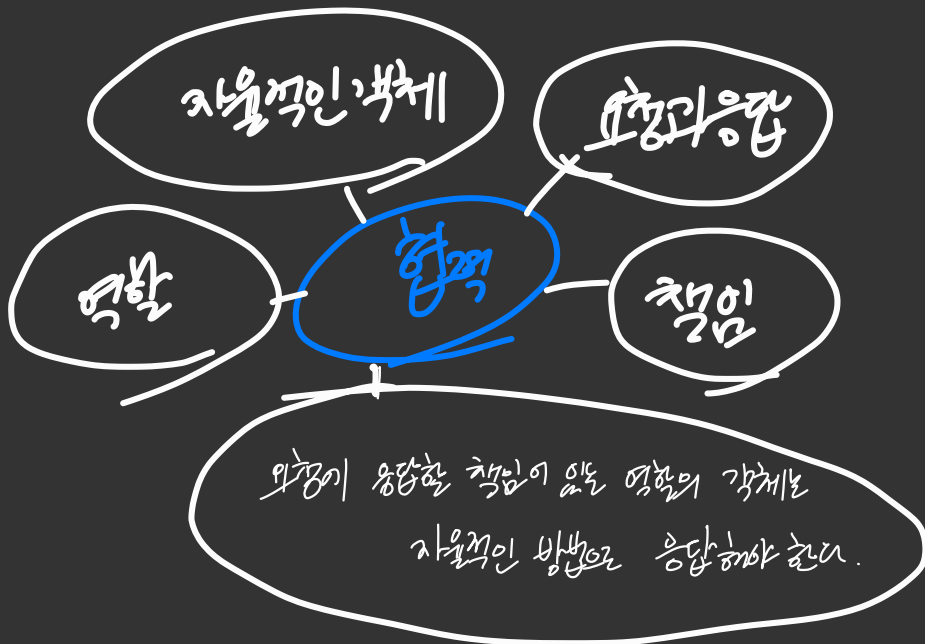 자율적인 객체
요청과 응답
협력
역할
책임
요청에 응답할 책임이 있는 역할의 객체는
자율적인 방법으로 응답해야 한다.